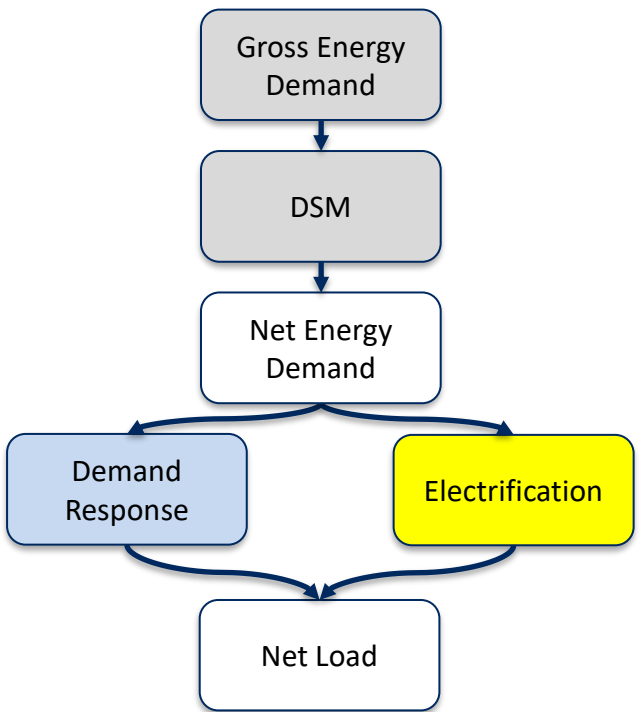 Gross Energy
Demand
DSM
Net Energy
Demand
Demand
Response
Electrification
Net Load